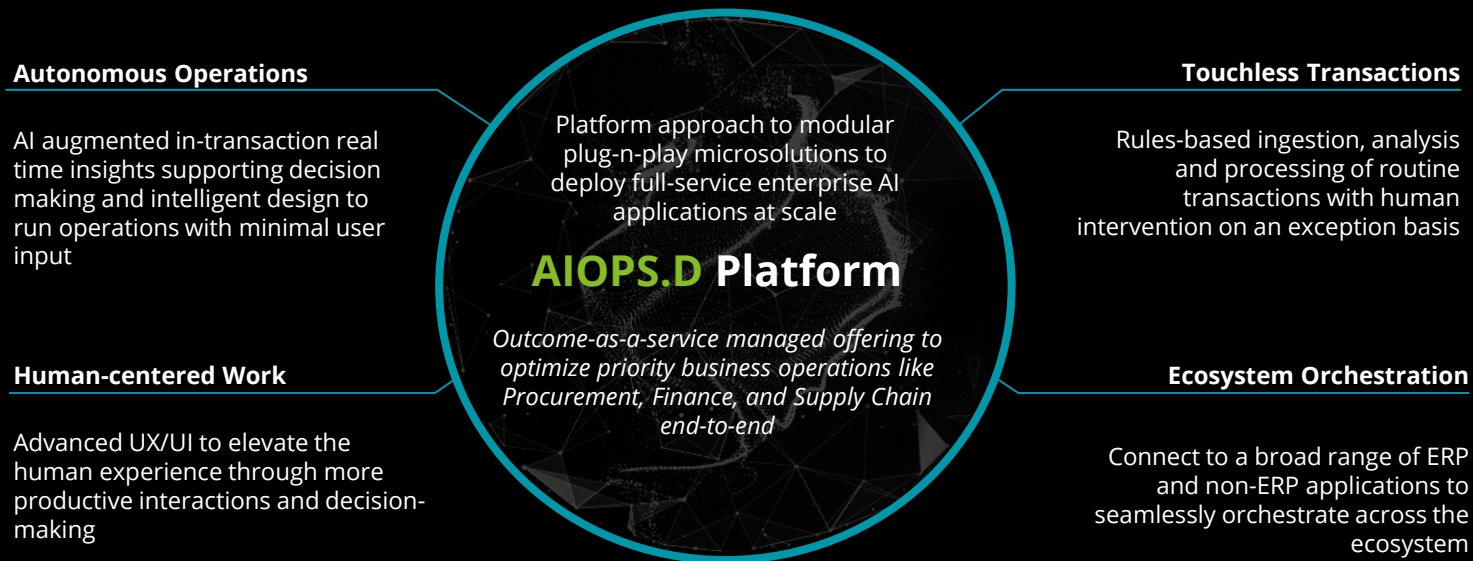 Autonomous Operations
AI augmented in-transaction real
time insights supporting decision
making and intelligent design to
run operations with minimal user
input
Human-centered Work
Advanced UX/UI to elevate the
human experience through more
productive interactions and decision-
making
Platform approach to modular
plug-n-play microsolutions to
deploy full-service enterprise AI
applications at scale
AIOPS.D Platform
Outcome-as-a-service managed offering to
optimize priority business operations like
Procurement, Finance, and Supply Chain
end-to-end
Touchless Transactions
Rules-based ingestion, analysis
and processing of routine
transactions with human
intervention on an exception basis
Ecosystem Orchestration
Connect to a broad range of ERP
and non-ERP applications to
seamlessly orchestrate across the
ecosystem